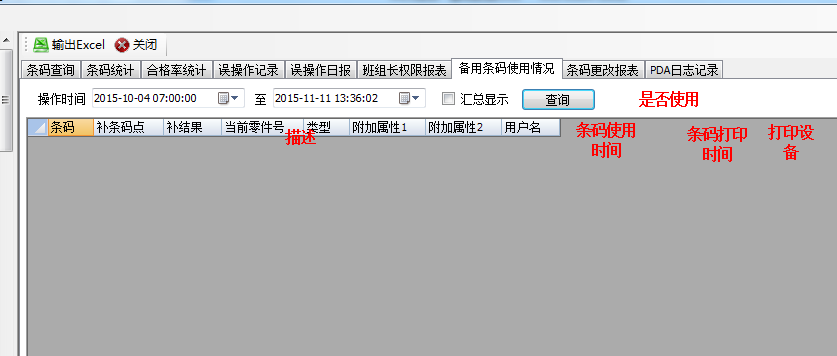 输出Excel 关闭
条码查询 条码统计 合格率统计 误操作记录 误操作日报 班组长权限报表 备用条码使用情况 条码更改报表 PDA日志记录
操作时间 2015-10-04 07:00:00 至 2015-11-11 13:36:02 汇总显示 查询 是否使用
条码 补条码点 补结果 当前零件号 类型 附加属性1 附加属性2 用户名
描述
条码使用
时间
条码打印
时间
打印设
备